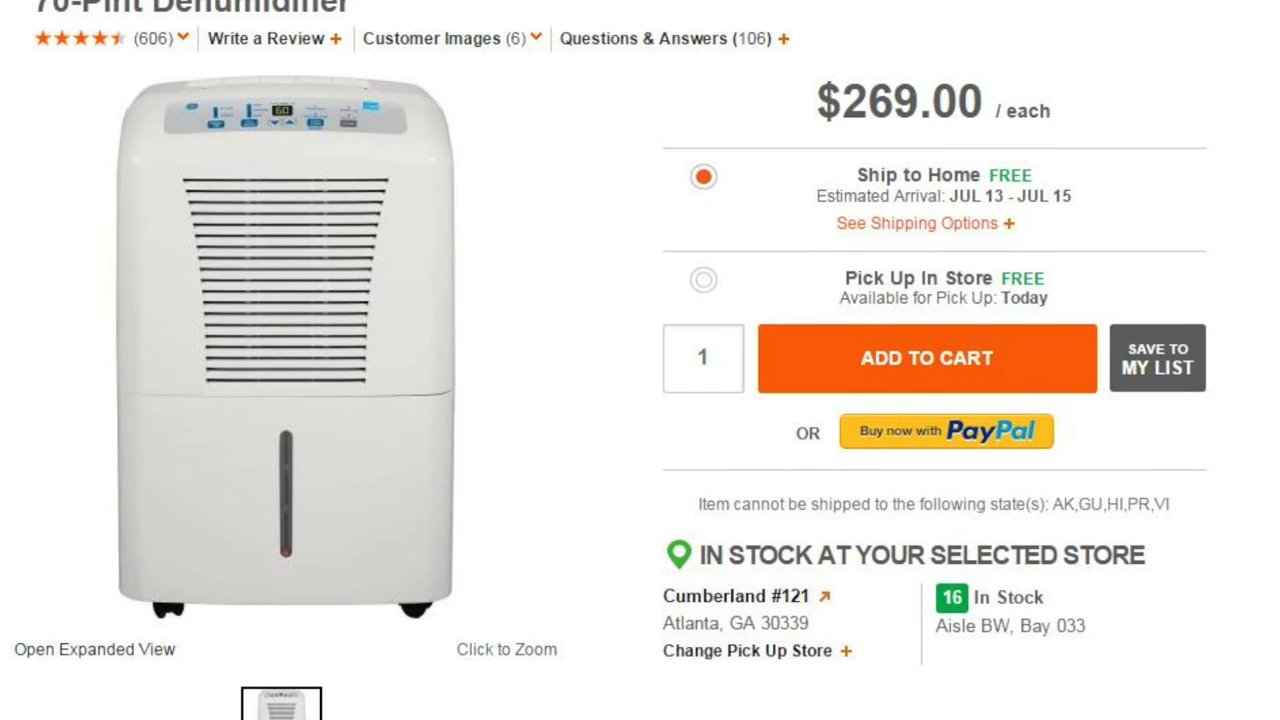 70-Pint Dehumidifier
(606) Write a Review + Customer Images (6) Questions & Answers (106) +
$269.00 / each
Ship to Home FREE
Estimated Arrival: JUL 13 - JUL 15
See Shipping Options +
Pick Up In Store FREE
Available for Pick Up: Today
1
ADD TO CART
SAVE TO
MY LIST
OR
Buy now with PayPal
Item cannot be shipped to the following state(s): AK,GU,HI,PR,VI
IN STOCK AT YOUR SELECTED STORE
Cumberland #121
16 In Stock
Atlanta, GA 30339
Aisle BW, Bay 033
Change Pick Up Store +
60
Open Expanded View
Click to Zoom